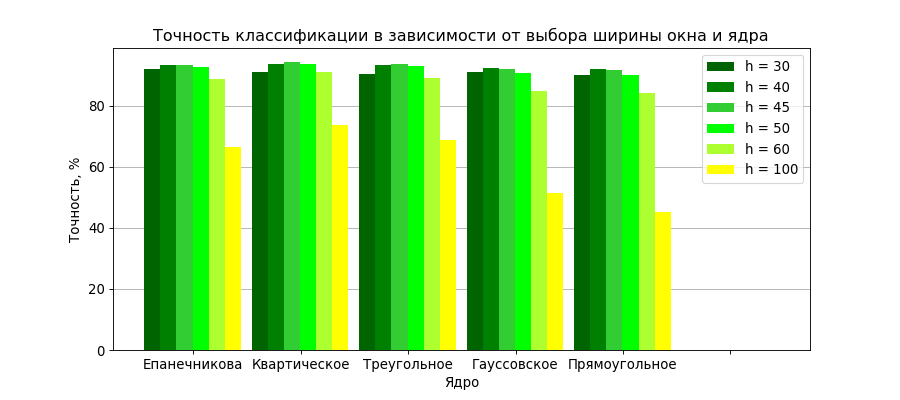 Точность классификации в зависимости от выбора ширины окна и ядра
Точность, %
80
60
40
20
0
h = 30
h = 40
h = 45
h = 50
h = 60
h = 100
Епанечникова Квартическое Треугольное Гауссовское Прямоугольное
Ядро